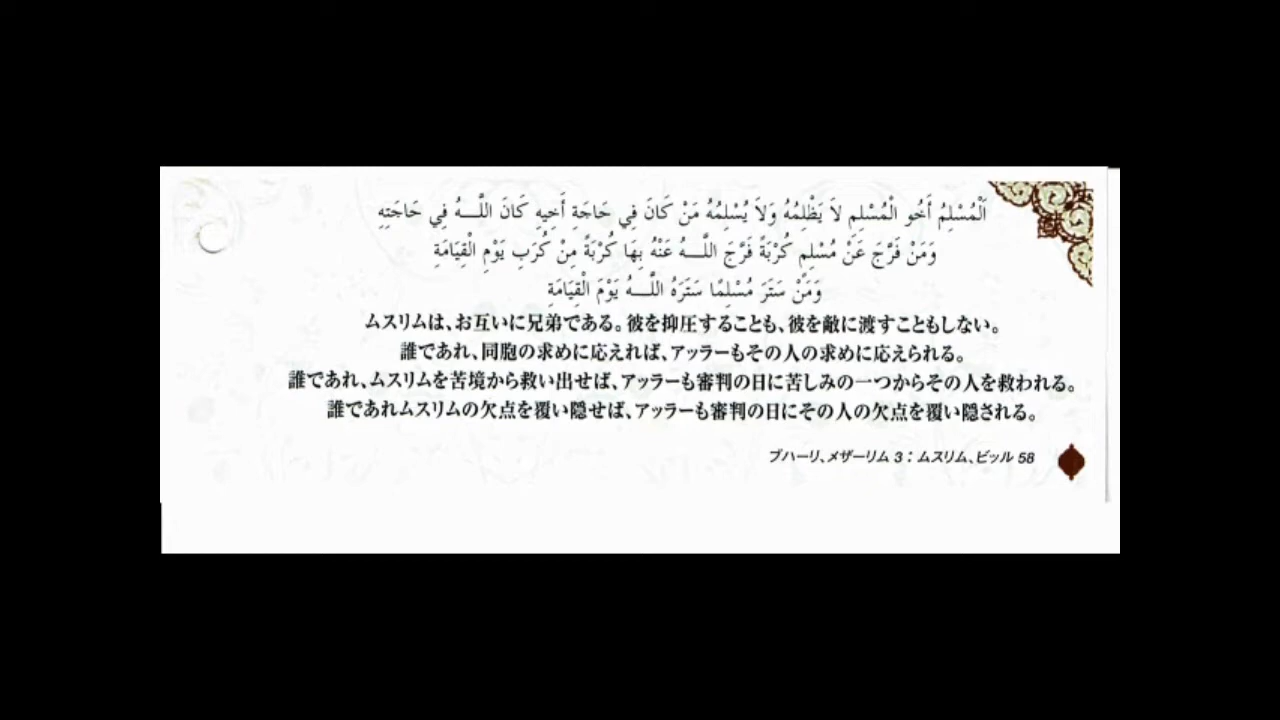 اَلْمُسْلِمُ أَخُو الْمُسْلِمِ لاَ يَظْلِمُهُ وَلاَ يُسْلِمُهُ مَنْ كَانَ فِي حَاجَةِ أَخِيهِ كَانَ اللَّـــهُ فِي حَاجَتِهِ
وَمَنْ فَرَّجَ عَنْ مُسْلِمٍ كُرْبَةً فَرَّجَ اللَّـــهُ عَنْهُ بِهَا كُرْبَةً مِنْ كُرَبِ يَوْمِ الْقِيَامَةِ
وَمَنْ سَتَرَ مُسْلِمًا سَتَرَهُ اللَّـــهُ يَوْمَ الْقِيَامَةِ
ムスリムは、お互いに兄弟である。彼を抑圧することも、彼を敵に渡すこともしない。
誰であれ、同胞の求めに応えれば、アッラーもその人の求めに応えられる。
誰であれ、ムスリムを苦境から救い出せば、アッラーも審判の日に苦しみの一つからその人を救われる。
誰であれムスリムの欠点を覆い隠せば、アッラーも審判の日にその人の欠点を覆い隠される。
ブハーリ、メザーリム 3：ムスリム、ビッル 58